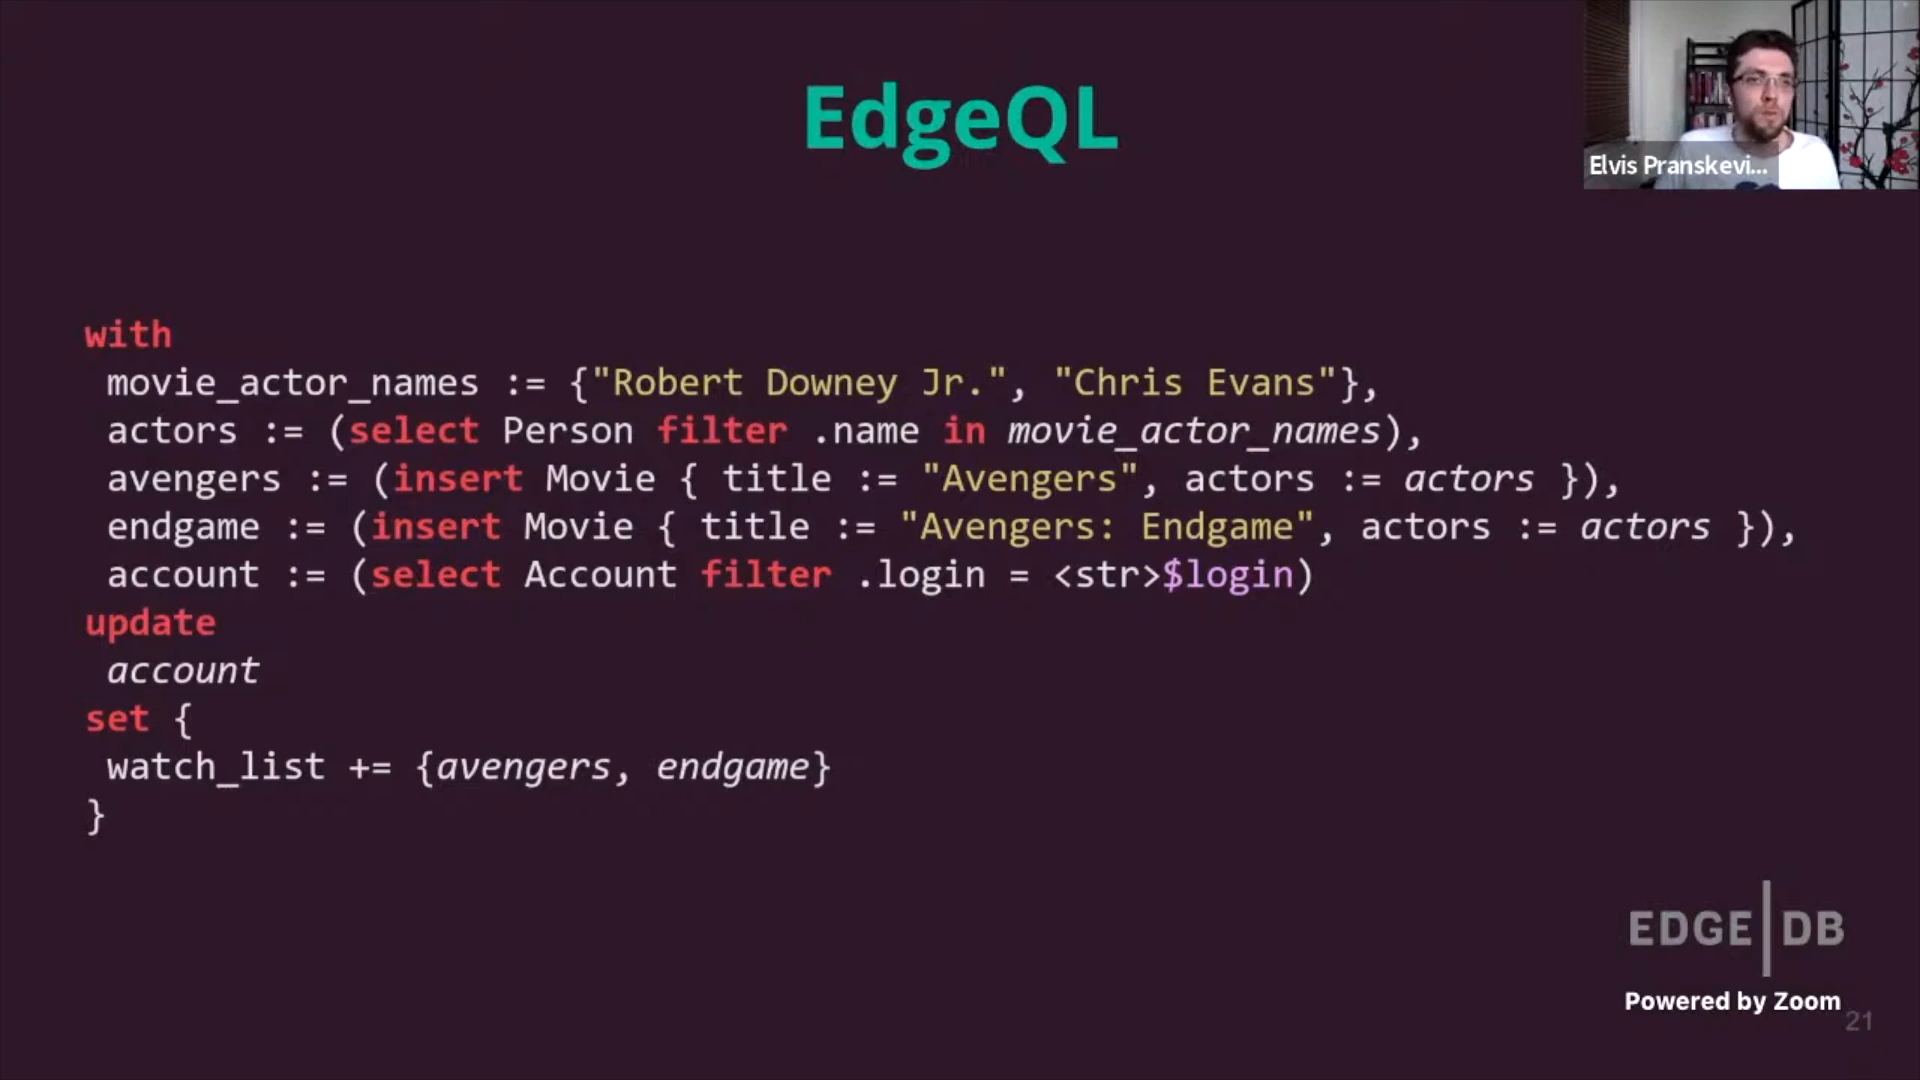 EdgeQL
Elvis Pranskevi...
with
movie_actor_names := {"Robert Downey Jr.", "Chris Evans"},
actors := (select Person filter .name in movie_actor_names),
avengers := (insert Movie { title := "Avengers", actors := actors }),
endgame := (insert Movie { title := "Avengers: Endgame", actors := actors }),
account := (select Account filter .login = <str>$login)
update
account
set {
watch_list += {avengers, endgame}
}
EDGE|DB
Powered by Zoom
21